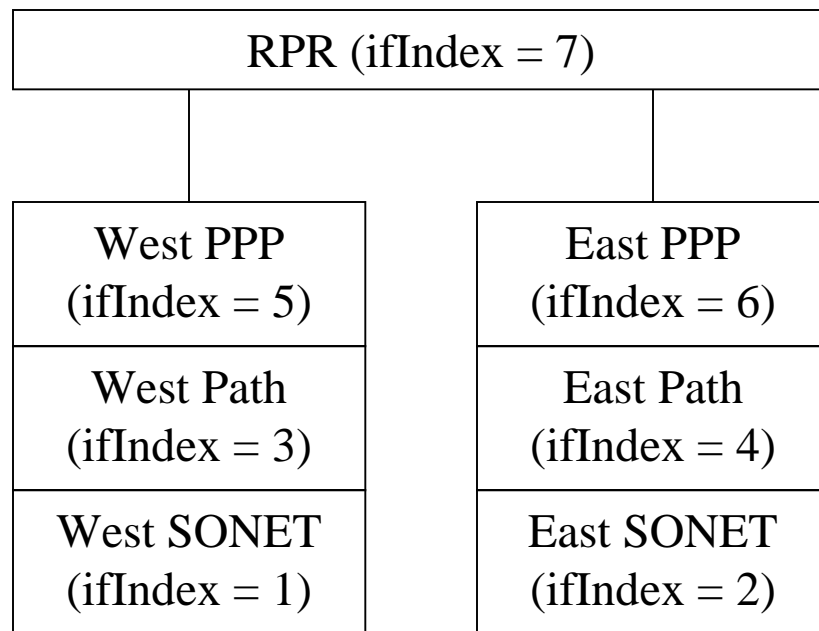 RPR (ifIndex = 7)
West PPP
(ifIndex = 5)
East PPP
(ifIndex = 6)
West Path
(ifIndex = 3)
East Path
(ifIndex = 4)
West SONET
(ifIndex = 1)
East SONET
(ifIndex = 2)